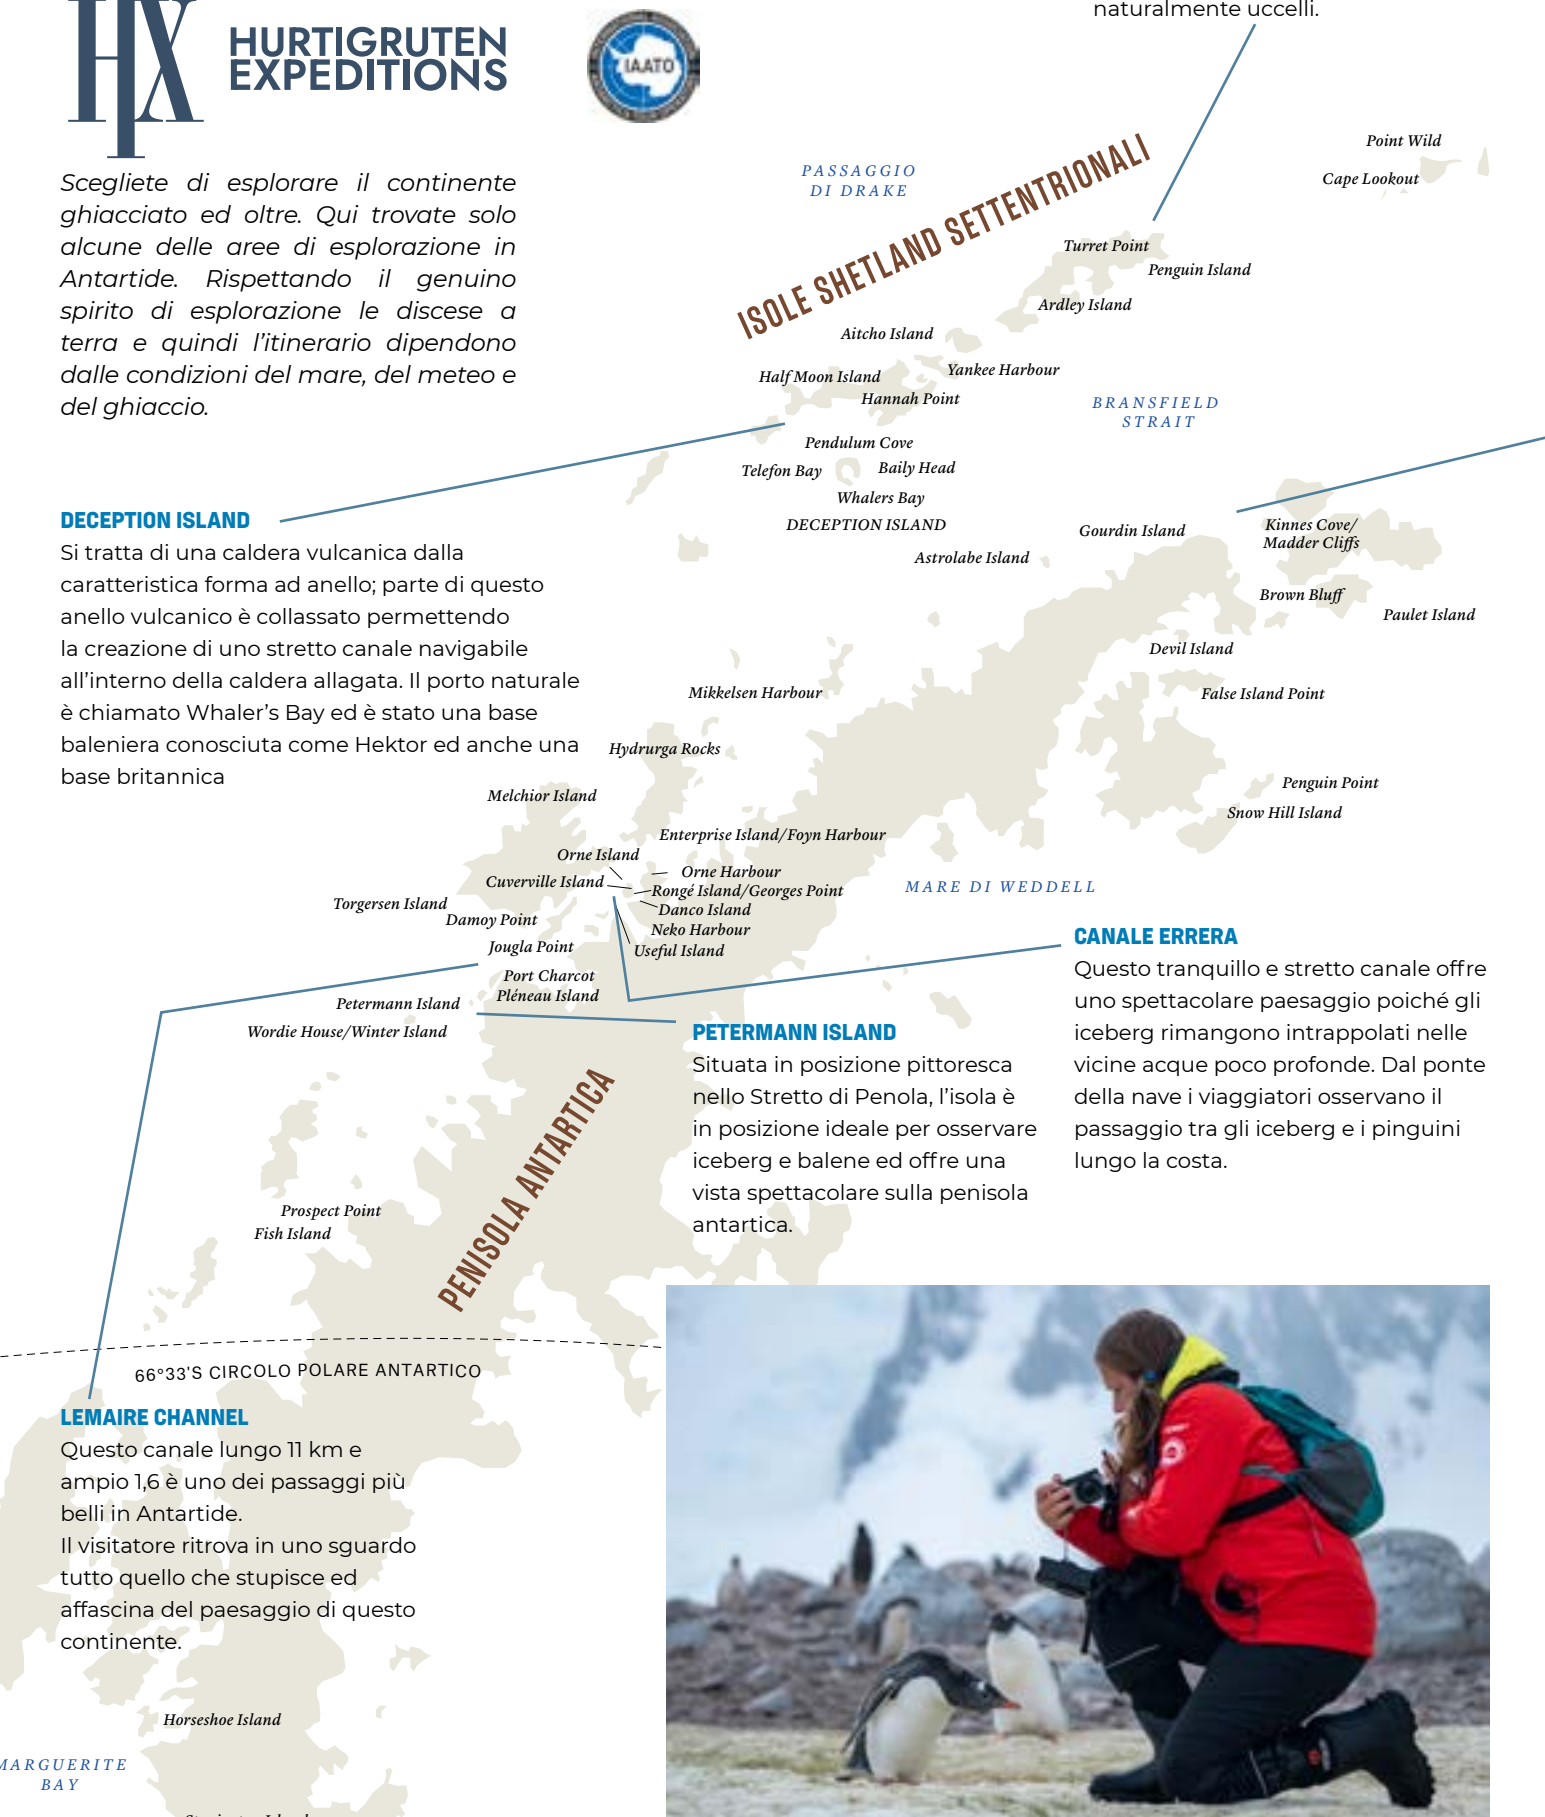 naturalmente uccelli.
HX
HURTIGRUTEN
EXPEDITIONS
IAATO
Scegliete di esplorare il continente
ghiacciato ed oltre. Qui trovate solo
alcune delle aree di esplorazione in
Antartide. Rispettando il genuino
spirito di esplorazione le discese a
terra e quindi l’itinerario dipendono
dalle condizioni del mare, del meteo e
del ghiaccio.
PASSAGGIO
DI DRAKE
ISOLE SHETLAND SETTENTRIONALI
Point Wild
Cape Lookout
Turret Point
Penguin Island
Ardley Island
Aitcho Island
Yankee Harbour
Half Moon Island
Hannah Point
BRANSFIELD
STRAIT
Pendulum Cove
Telefon Bay
Baily Head
Whalers Bay
DECEPTION ISLAND
Astrolabe Island
Gourdin Island
Kinnes Cove/
Madder Cliffs
Brown Bluff
Paulet Island
Devil Island
False Island Point
Penguin Point
Snow Hill Island
DECEPTION ISLAND
Si tratta di una caldera vulcanica dalla
caratteristica forma ad anello; parte di questo
anello vulcanico è collassato permettendo
la creazione di uno stretto canale navigabile
all’interno della caldera allagata. Il porto naturale
è chiamato Whaler’s Bay ed è stato una base
baleniera conosciuta come Hektor ed anche una
base britannica
Mikkelsen Harbour
Hydrurga Rocks
Melchior Island
Enterprise Island/Foyn Harbour
Orne Island
Orne Harbour
Cuverville Island
Rongé Island/Georges Point
Danco Island
Neko Harbour
Useful Island
Torgersen Island
Damoy Point
Jougla Point
Port Charcot
Pléneau Island
Petermann Island
Wordie House/Winter Island
MARE DI WEDDELL
CANALE ERRERA
Questo tranquillo e stretto canale offre
uno spettacolare paesaggio poiché gli
iceberg rimangono intrappolati nelle
vicine acque poco profonde. Dal ponte
della nave i viaggiatori osservano il
passaggio tra gli iceberg e i pinguini
lungo la costa.
PETERMANN ISLAND
Situata in posizione pittoresca
nello Stretto di Penola, l’isola è
in posizione ideale per osservare
iceberg e balene ed offre una
vista spettacolare sulla penisola
antartica.
PENISOLA ANTARTICA
Prospect Point
Fish Island
66°33'S CIRCOLO POLARE ANTARTICO
LEMAIRE CHANNEL
Questo canale lungo 11 km e
ampio 1,6 è uno dei passaggi più
belli in Antartide.
Il visitatore ritrova in uno sguardo
tutto quello che stupisce ed
affascina del paesaggio di questo
continente.
Horseshoe Island
MARGUERITE
BAY